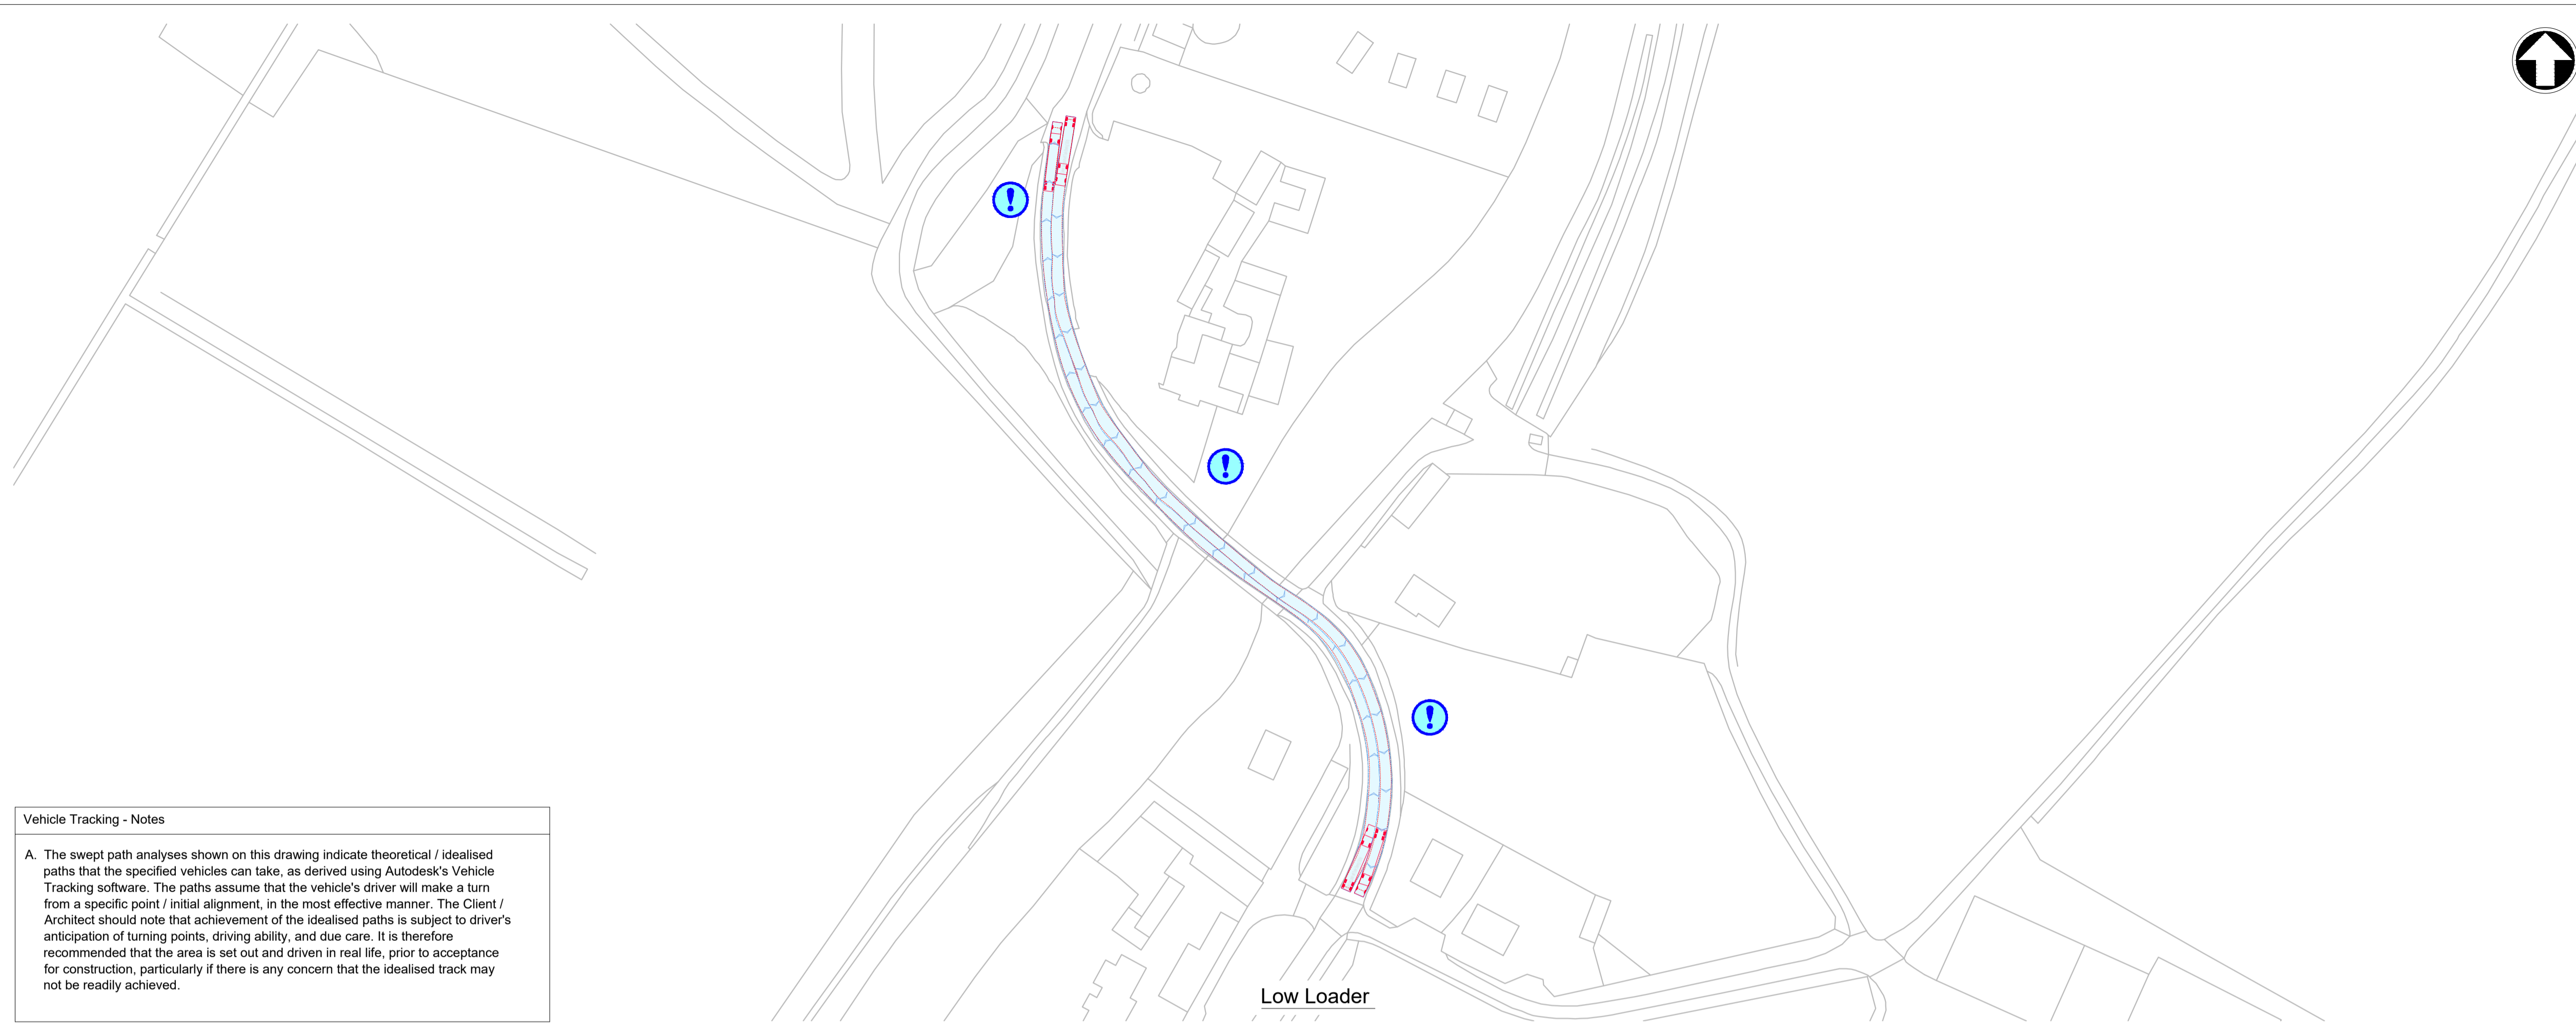 Vehicle Tracking - Notes
A. The swept path analyses shown on this drawing indicate theoretical / idealised
paths that the specified vehicles can take, as derived using Autodesk's Vehicle
Tracking software. The paths assume that the vehicle's driver will make a turn
from a specific point / initial alignment, in the most effective manner. The Client /
Architect should note that achievement of the idealised paths is subject to driver's
anticipation of turning points, driving ability, and due care. It is therefore
recommended that the area is set out and driven in real life, prior to acceptance
for construction, particularly if there is any concern that the idealised track may
not be readily achieved.
Low Loader